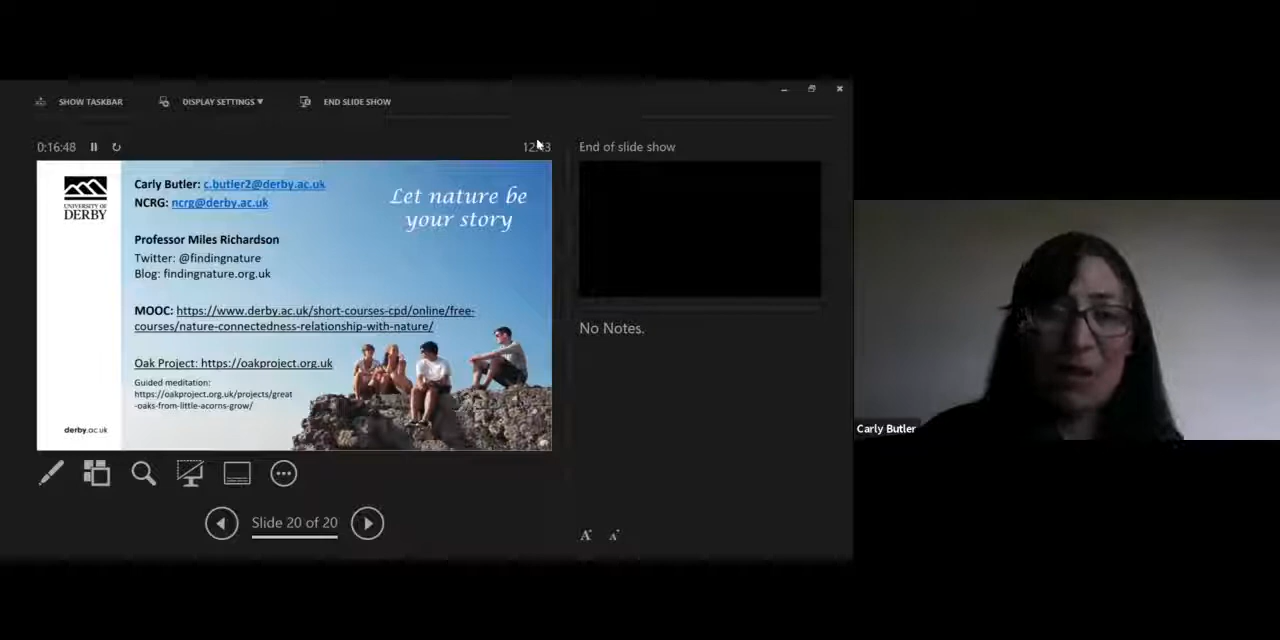 SHOW TASKBAR
DISPLAY SETTINGS ▼
END SLIDE SHOW
0:16:48
End of slide show
UNIVERSITY OF
DERBY
Carly Butler: c.butler2@derby.ac.uk
NCRG: ncrg@derby.ac.uk
Let nature be
your story
Professor Miles Richardson
Twitter: @findingnature
Blog: findingnature.org.uk
MOOC: https://www.derby.ac.uk/short-courses-cpd/online/free-
courses/nature-connectedness-relationship-with-nature/
Oak Project: https://oakproject.org.uk
Guided meditation:
https://oakproject.org.uk/projects/great
-oaks-from-little-acorns-grow/
derby.ac.uk
No Notes.
Slide 20 of 20
A A
Carly Butler